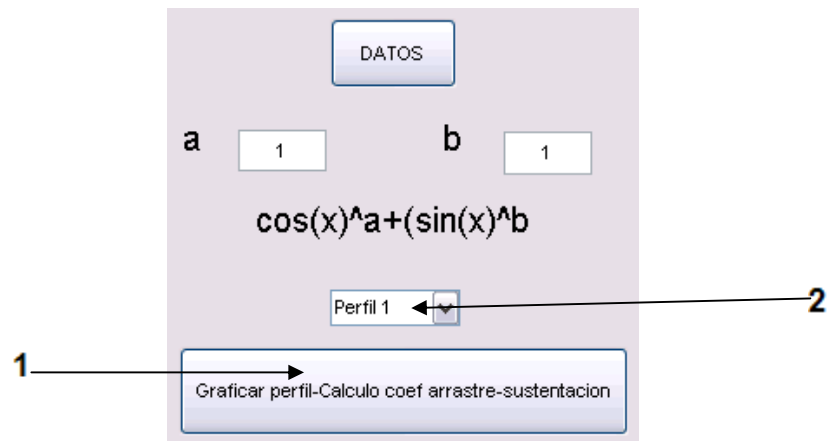 DATOS
a 1 b 1
cos(x)^a+(sin(x)^b
Perfil 1 2
1 Graficar perfil-Calculo coef arrastre-sustentacion